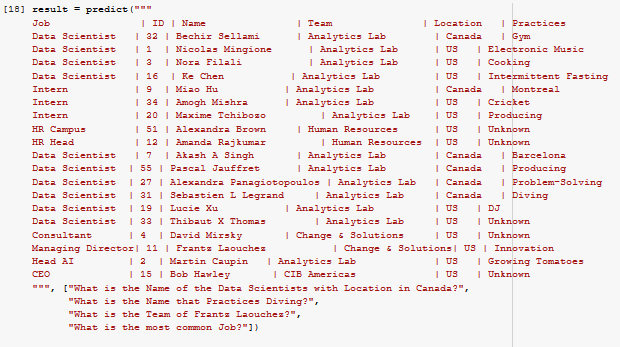 [18] result = predict("""
Job | ID | Name | Team | Location | Practices
Data Scientist | 32 | Bechir Sellami | Analytics Lab | Canada | Gym
Data Scientist | 1 | Nicolas Mingione | Analytics Lab | US | Electronic Music
Data Scientist | 3 | Nora Filali | Analytics Lab | US | Cooking
Data Scientist | 16 | Ke Chen | Analytics Lab | US | Intermittent Fasting
Intern | 9 | Miao Hu | Analytics Lab | Canada | Montreal
Intern | 34 | Amogh Mishra | Analytics Lab | US | Cricket
Intern | 20 | Maxime Tchibozo | Analytics Lab | US | Producing
HR Campus | 51 | Alexandra Brown | Human Resources | US | Unknown
HR Head | 12 | Amanda Rajkumar | Human Resources | US | Unknown
Data Scientist | 7 | Akash A Singh | Analytics Lab | Canada | Barcelona
Data Scientist | 55 | Pascal Jauffret | Analytics Lab | Canada | Producing
Data Scientist | 27 | Alexandra Panagiotopoulos | Analytics Lab | Canada | Problem-Solving
Data Scientist | 31 | Sebastien L Legrand | Analytics Lab | Canada | Diving
Data Scientist | 19 | Lucie Xu | Analytics Lab | US | DJ
Data Scientist | 33 | Thibaut X Thomas | Analytics Lab | US | Unknown
Consultant | 4 | David Mirsky | Change & Solutions | US | Unknown
Managing Director| 11 | Frantz Laouchez | Change & Solutions| US | Innovation
Head AI | 2 | Martin Caupin | Analytics Lab | US | Growing Tomatoes
CEO | 15 | Bob Hawley | CIB Americas | US | Unknown
""", ["What is the Name of the Data Scientists with Location in Canada?",
"What is the Name that Practices Diving?",
"What is the Team of Frantz Laouchez?",
"What is the most common Job?"])